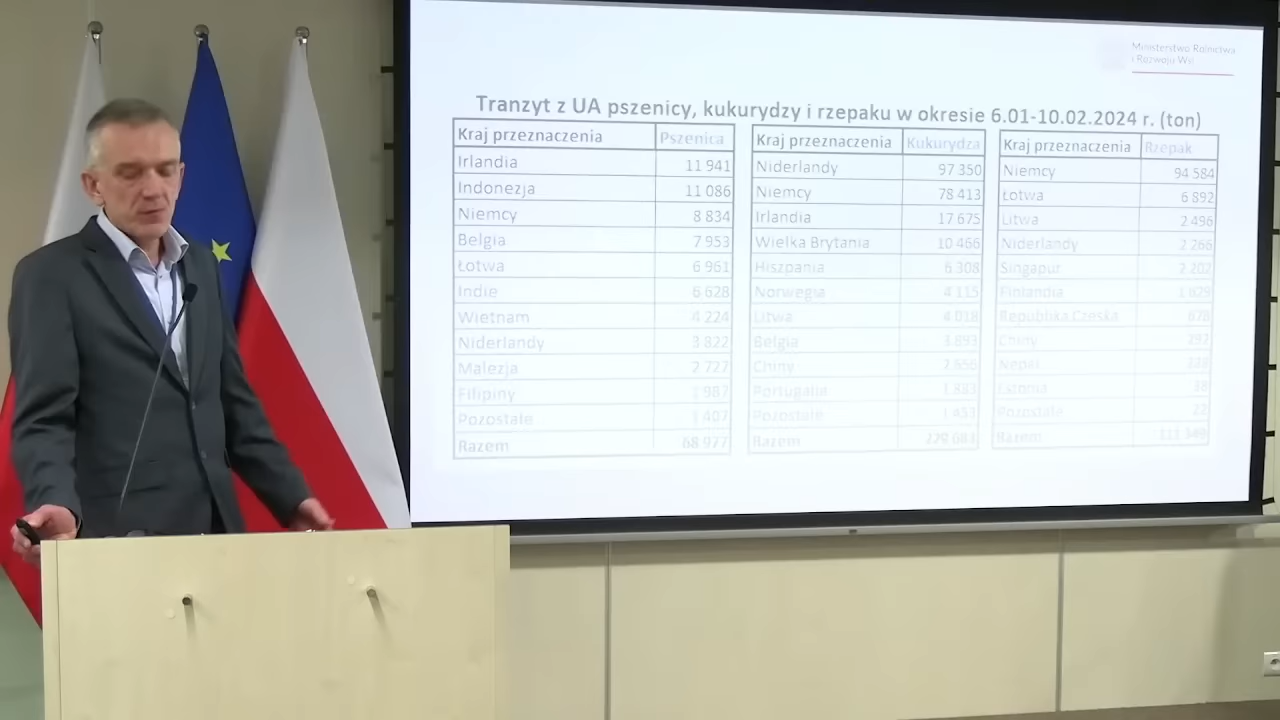 Ministerstwo Rolnictwa
i Rozwoju Wsi
Tranzyt z UA pszenicy, kukurydzy i rzepaku w okresie 6.01-10.02.2024 r. (ton)
Kraj przeznaczenia Pszenica
Irlandia 11 941
Indonezja 11 086
Niemcy 8 834
Belgia 7 953
Łotwa 6 961
Indie 6 628
Wietnam 4 224
Niderlandy 3 822
Malezja 2 727
Filipiny 1 987
Pozostałe 1 407
Razem 68 977
Kraj przeznaczenia Kukurydza
Niderlandy 97 350
Niemcy 78 413
Irlandia 17 675
Wielka Brytania 10 466
Hiszpania 6 308
Norwegia 4 115
Litwa 4 018
Belgia 3 893
Chiny
Portugalia
Pozostałe
Razem
Kraj przeznaczenia Rzepak
Niemcy 94 584
Łotwa 6 892
Litwa 2 496
Niderlandy 2 266
Singapur 2 202
Finlandia
Republika Czeska
Chiny
Nepal
Estonia
Pozostałe
Razem